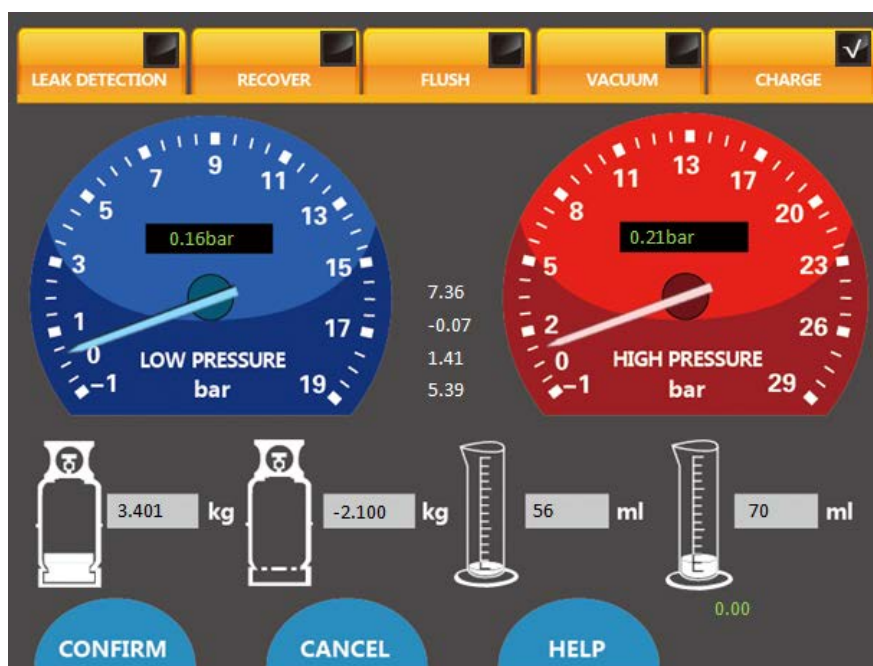 √
LEAK DETECTION RECOVER FLUSH VACUUM CHARGE
9
7 11
5 13
0.16bar
3 15
1 17
0 LOW PRESSURE
-1 bar 19
7.36
-0.07
1.41
5.39
13
11 17
8 20
0.21bar
5 23
2 26
0 HIGH PRESSURE
-1 bar 29
3.401 kg -2.100 kg 56 ml 70 ml
0.00
CONFIRM CANCEL HELP